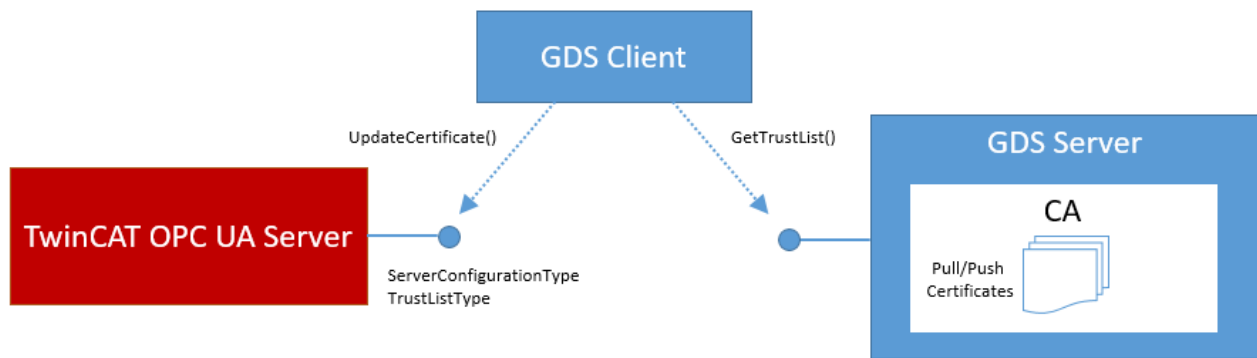 GDS Client
UpdateCertificate()
GetTrustList()
GDS Server
TwinCAT OPC UA Server
ServerConfigurationType
TrustListType
CA
Pull/Push
Certificates